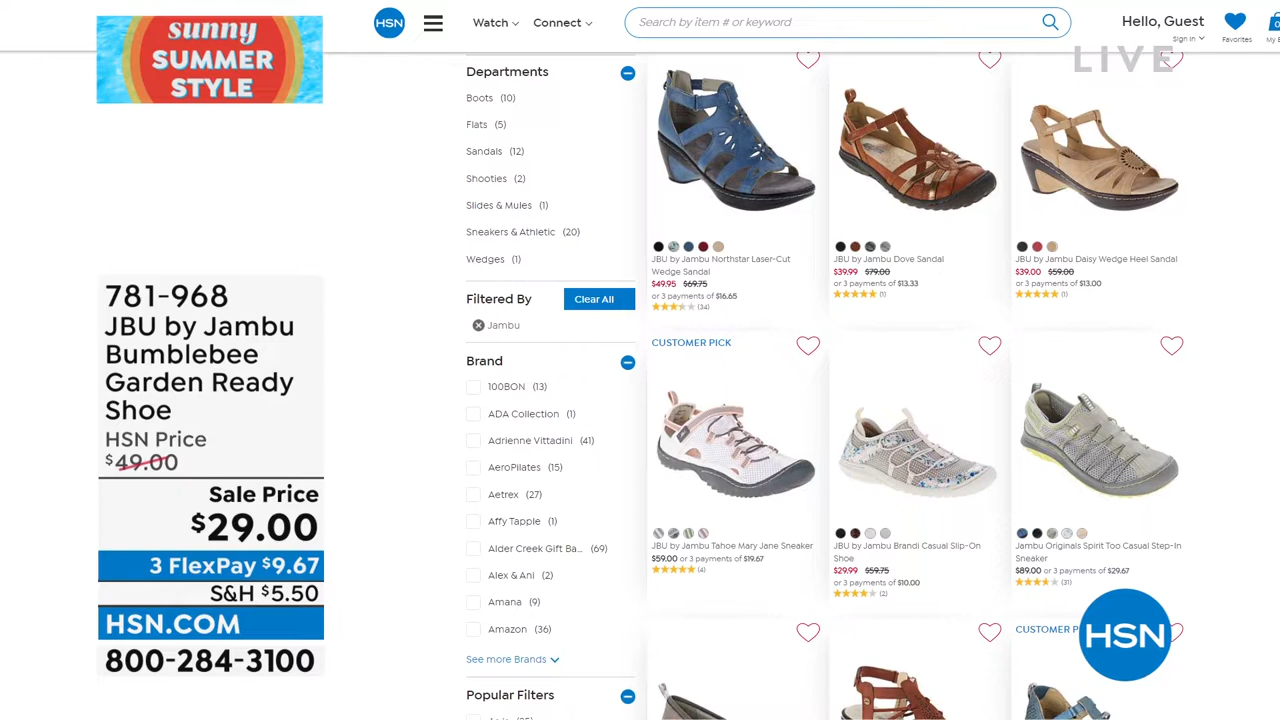 sunny
SUMMER
STYLE
HSN
Watch
Connect
Search by item # or keyword
Hello, Guest
Sign In
Favorites
LIVE
781-968
JBU by Jambu
Bumblebee
Garden Ready
Shoe
HSN Price
$49.00
Sale Price
$29.00
3 FlexPay $9.67
S&H $5.50
HSN.COM
800-284-3100
Departments
Boots (10)
Flats (5)
Sandals (12)
Shooties (2)
Slides & Mules (1)
Sneakers & Athletic (20)
Wedges (1)
Filtered By
Clear All
Jambu
Brand
100BON (13)
ADA Collection (1)
Adrienne Vittadini (41)
AeroPilates (15)
Aetrex (27)
Affy Tapple (1)
Alder Creek Gift Ba... (69)
Alex & Ani (2)
Amana (9)
Amazon (36)
See more Brands
Popular Filters
JBU by Jambu Northstar Laser-Cut
Wedge Sandal
$49.95 $69.75
or 3 payments of $16.65
(34)
JBU by Jambu Dove Sandal
$39.99 $79.00
or 3 payments of $13.33
(1)
JBU by Jambu Daisy Wedge Heel Sandal
$39.00 $59.00
or 3 payments of $13.00
(1)
CUSTOMER PICK
JBU by Jambu Tahoe Mary Jane Sneaker
$59.00 or 3 payments of $19.67
(4)
JBU by Jambu Brandi Casual Slip-On
Shoe
$29.99 $59.75
or 3 payments of $10.00
(2)
Jambu Originals Spirit Too Casual Step-In
Sneaker
$89.00 or 3 payments of $29.67
(31)
CUSTOMER
HSN